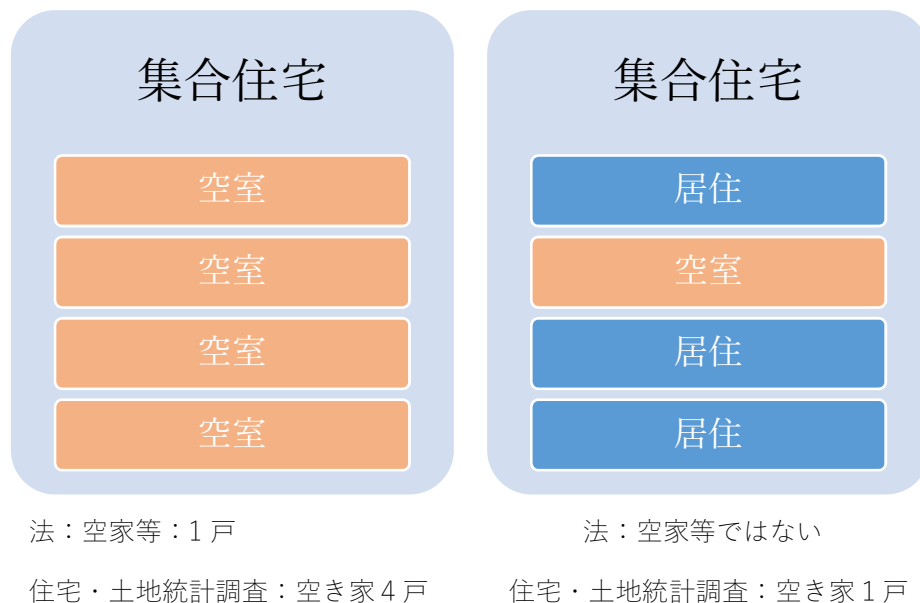 集合住宅
空室
空室
空室
空室
法：空家等：1戸
住宅・土地統計調査：空き家４戸
集合住宅
居住
空室
居住
居住
法：空家等ではない
住宅・土地統計調査：空き家１戸